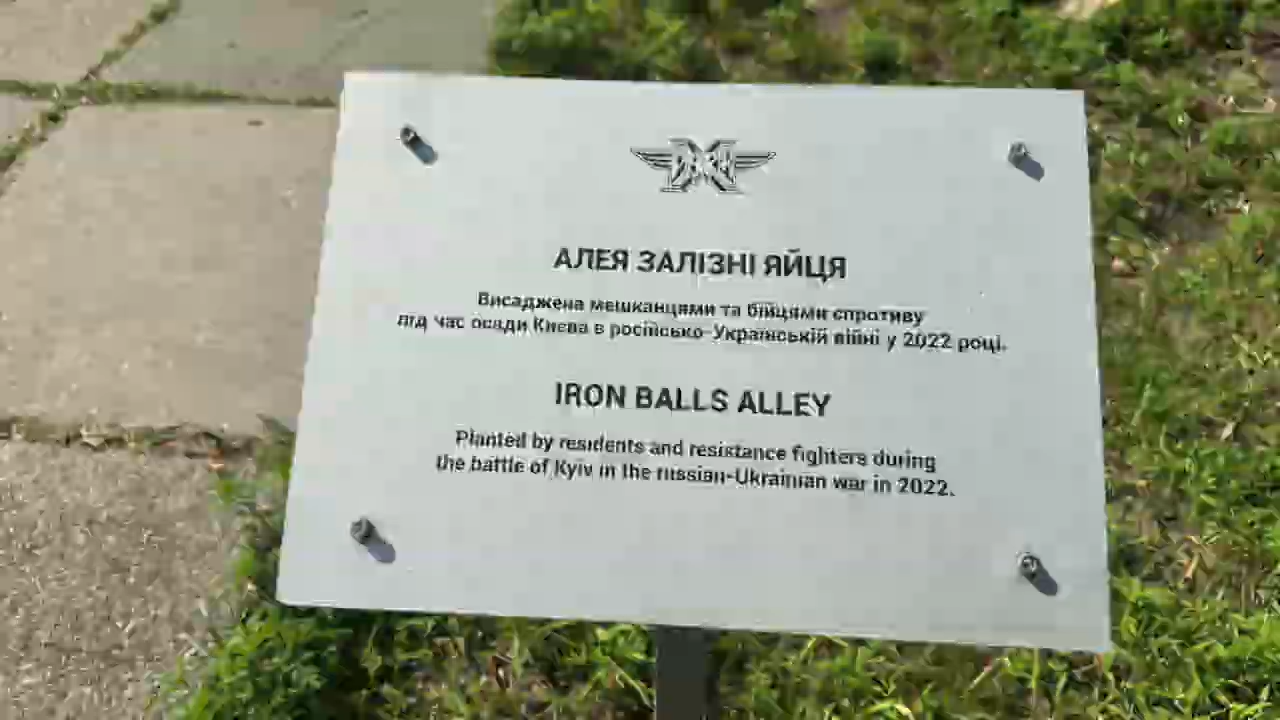 АЛЕЯ ЗАЛІЗНІ ЯЙЦЯ
Висаджена мешканцями та бійцями спротиву
під час осади Києва в російсько-Українській війні у 2022 році.
IRON BALLS ALLEY
Planted by residents and resistance fighters during
the battle of Kyiv in the russian-Ukrainian war in 2022.